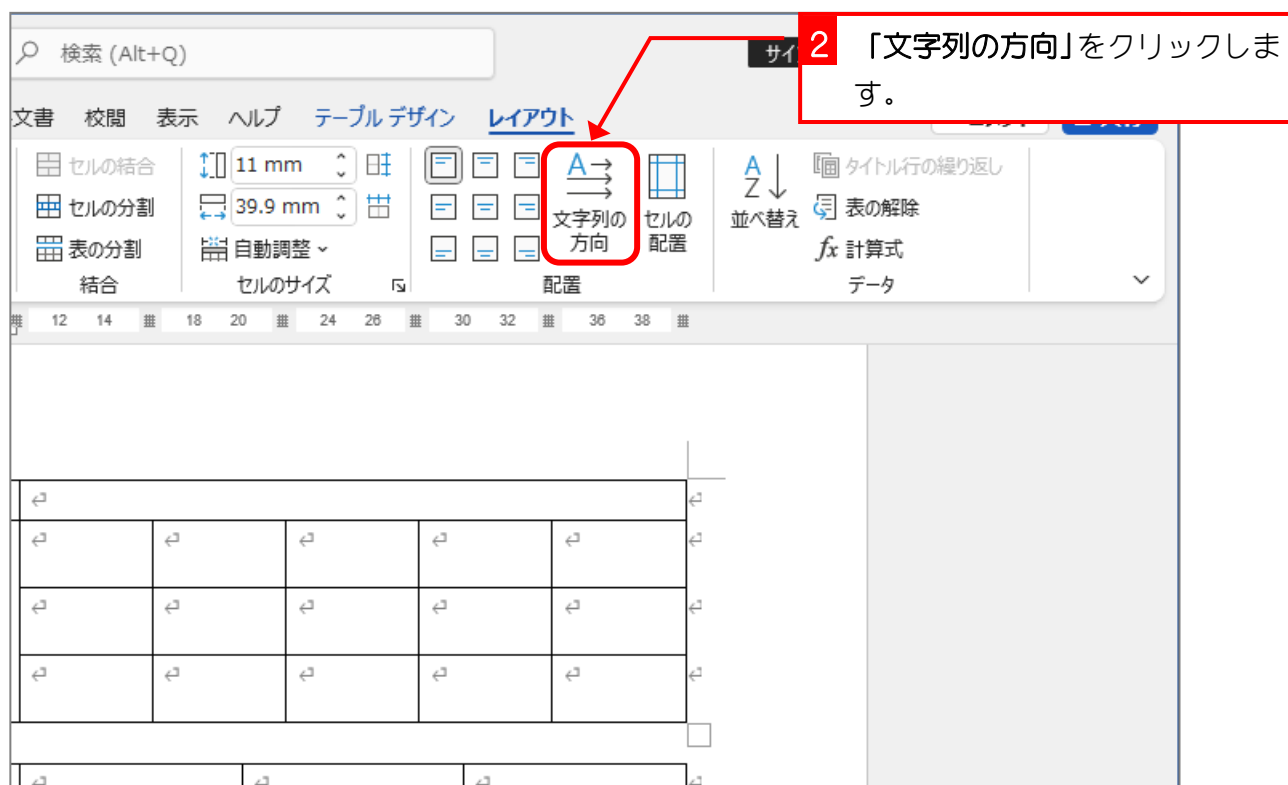 検索 (Alt+Q)
サイ
2 「文字列の方向」をクリックしま
す。
文書 校閲 表示 ヘルプ テーブル デザイン レイアウト
セルの結合 11 mm タイトル行の繰り返し
セルの分割 39.9 mm 文字列の方向 セルの配置 並べ替え 表の解除
表の分割 自動調整 fx 計算式
結合 セルのサイズ 配置 データ
12 14 18 20 24 26 30 32 36 38